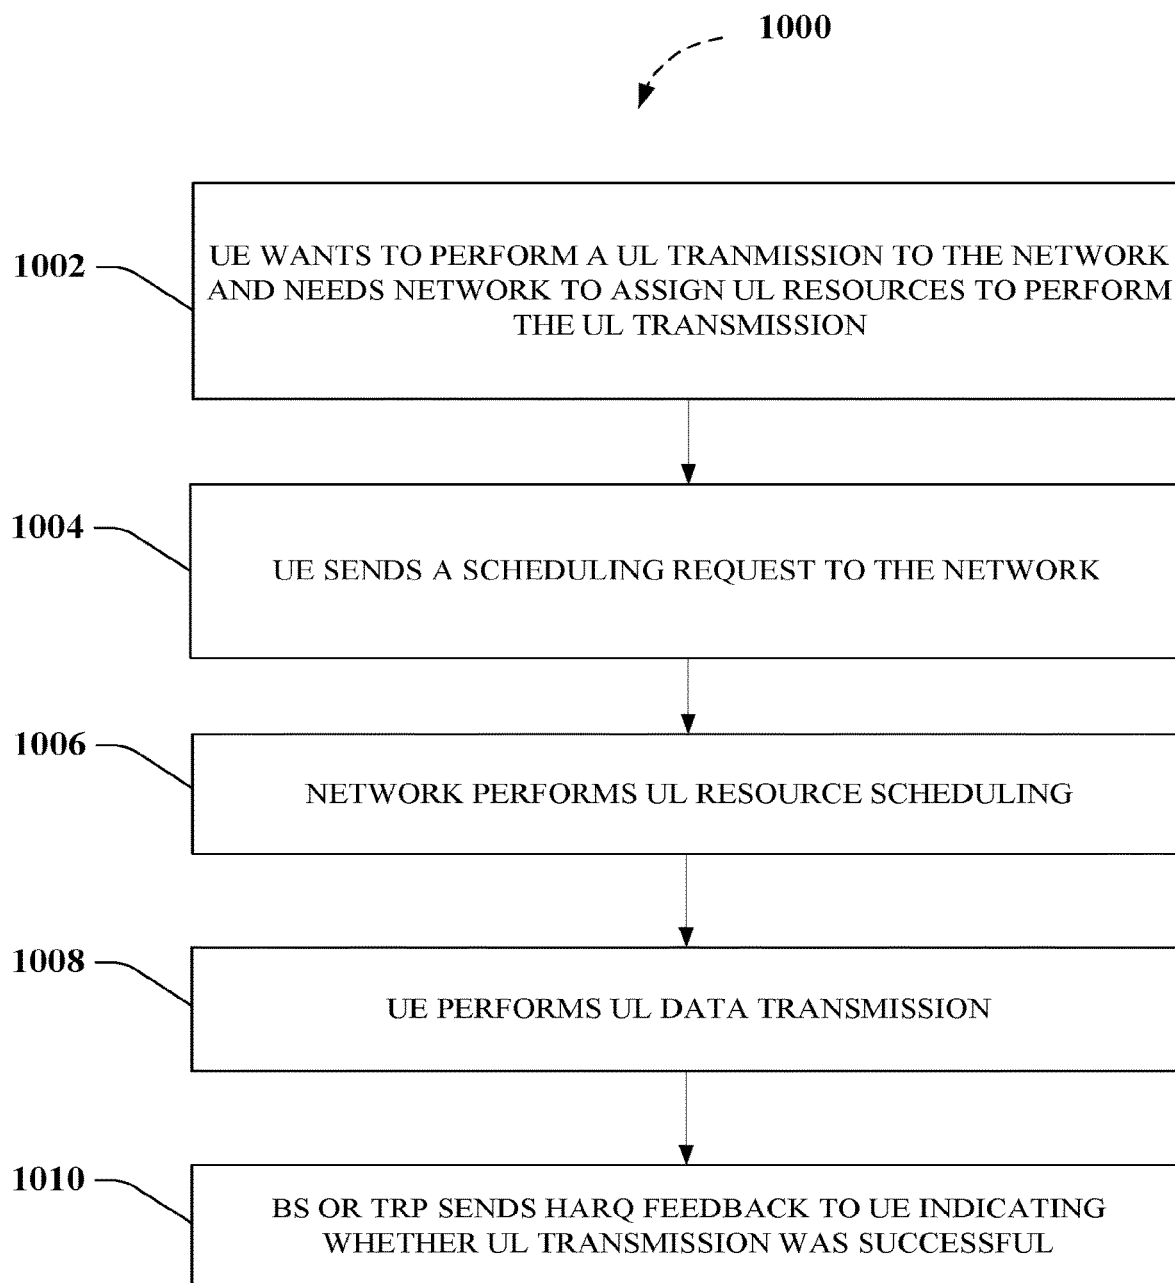 1000
1002
UE WANTS TO PERFORM A UL TRANMISSION TO THE NETWORK
AND NEEDS NETWORK TO ASSIGN UL RESOURCES TO PERFORM
THE UL TRANSMISSION
1004
UE SENDS A SCHEDULING REQUEST TO THE NETWORK
1006
NETWORK PERFORMS UL RESOURCE SCHEDULING
1008
UE PERFORMS UL DATA TRANSMISSION
1010
BS OR TRP SENDS HARQ FEEDBACK TO UE INDICATING
WHETHER UL TRANSMISSION WAS SUCCESSFUL